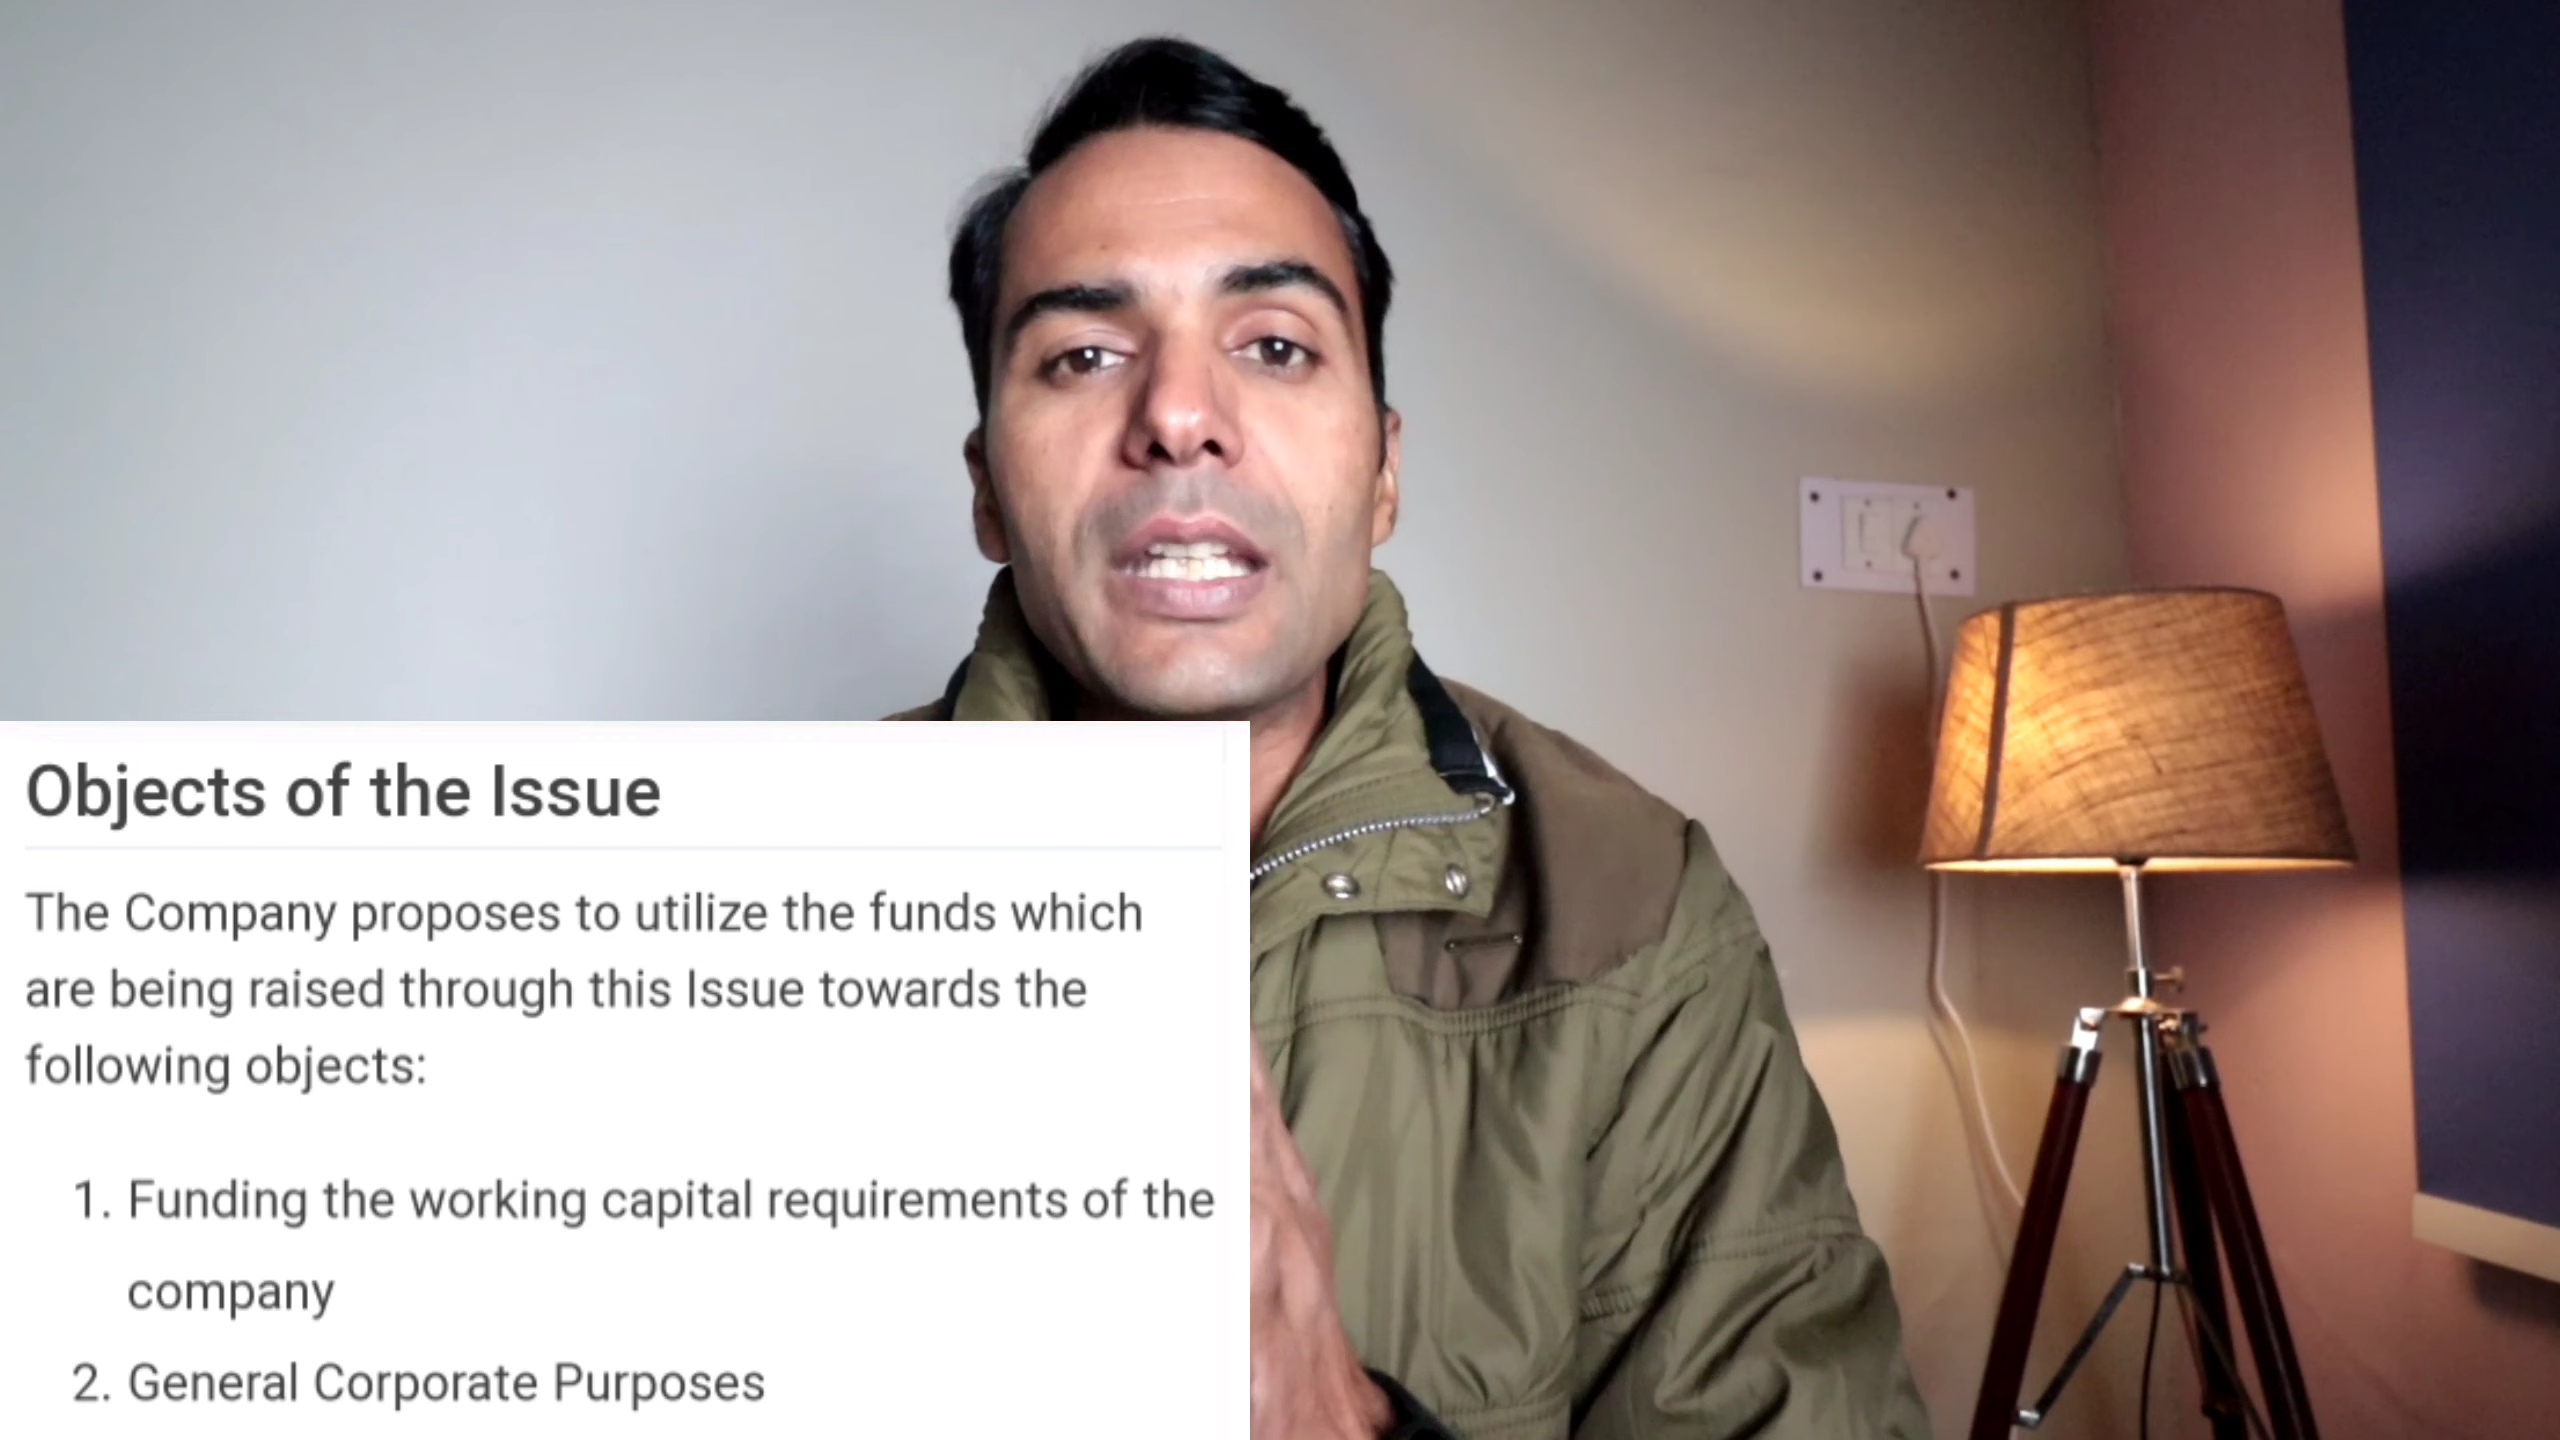 Objects of the Issue
The Company proposes to utilize the funds which
are being raised through this Issue towards the
following objects:
1. Funding the working capital requirements of the
company
2. General Corporate Purposes